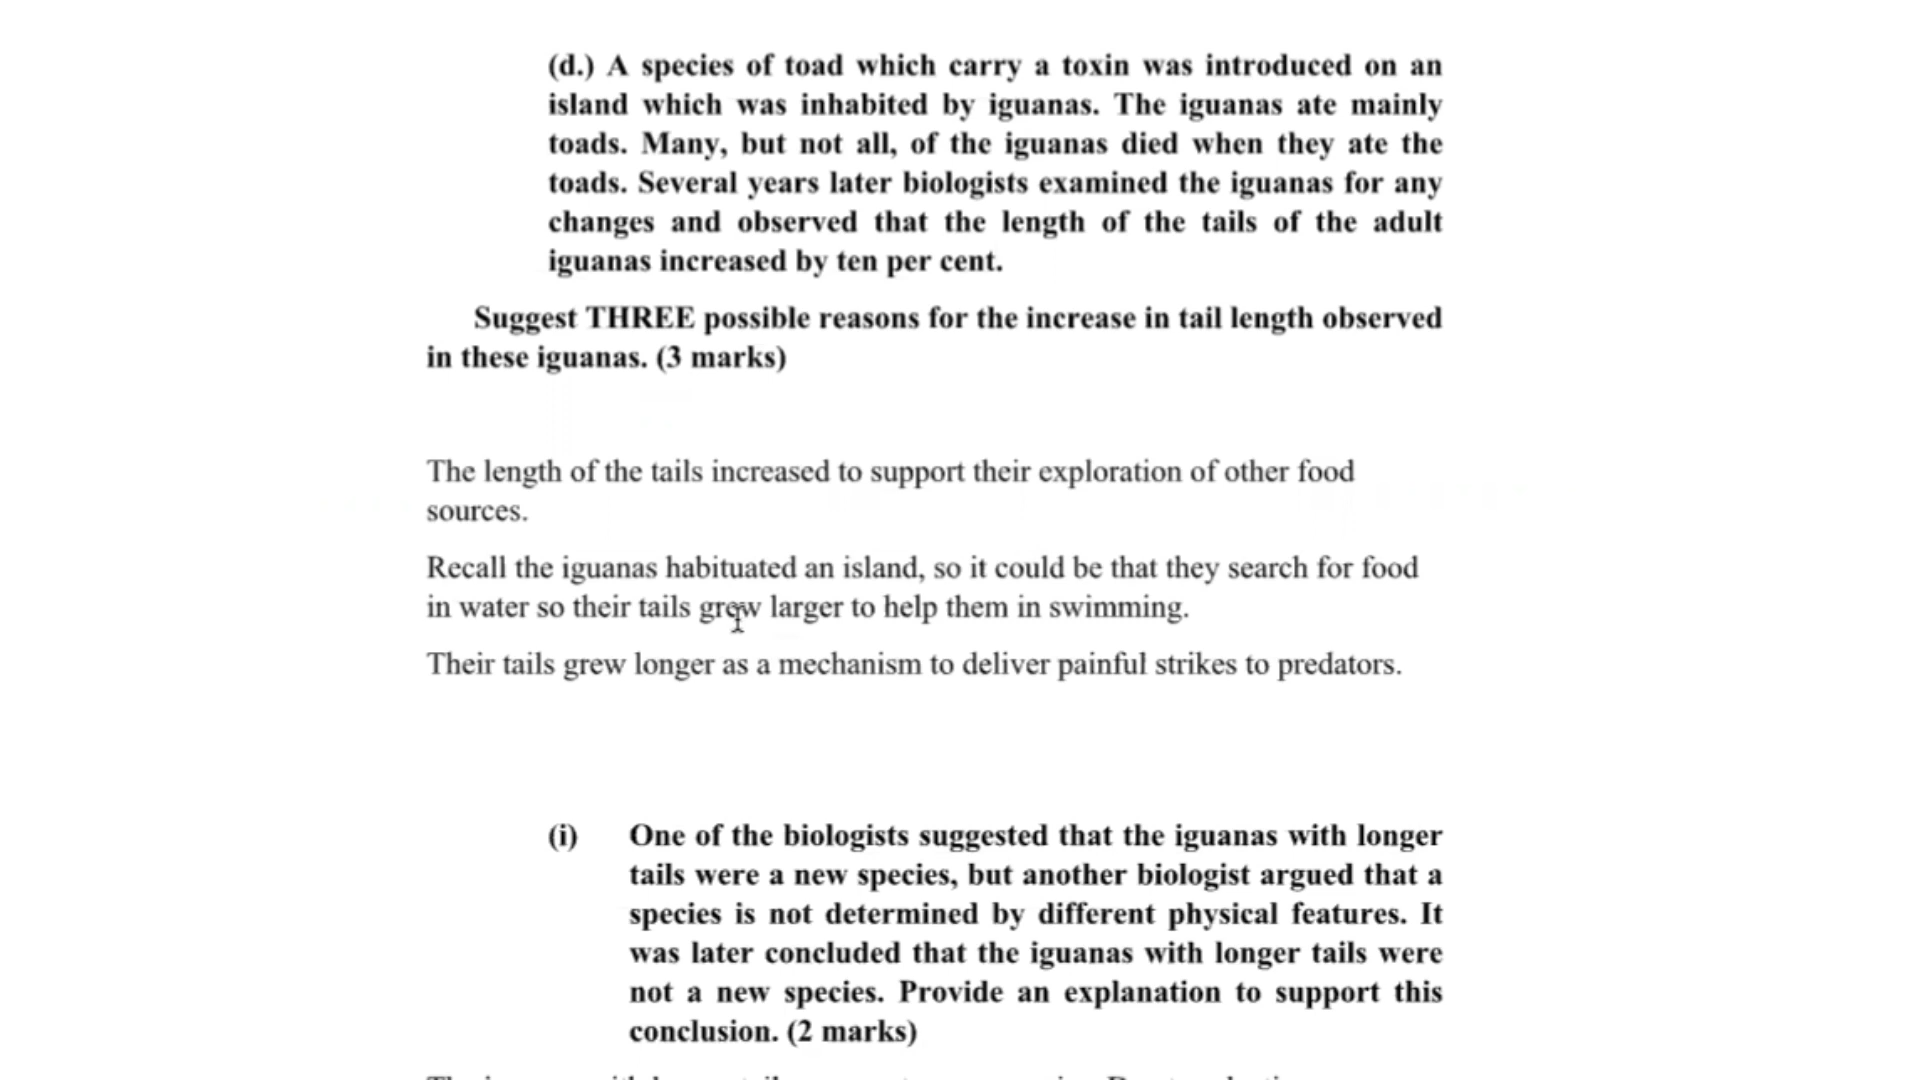 (d.) A species of toad which carry a toxin was introduced on an
island which was inhabited by iguanas. The iguanas ate mainly
toads. Many, but not all, of the iguanas died when they ate the
toads. Several years later biologists examined the iguanas for any
changes and observed that the length of the tails of the adult
iguanas increased by ten per cent.
Suggest THREE possible reasons for the increase in tail length observed
in these iguanas. (3 marks)
The length of the tails increased to support their exploration of other food
sources.
Recall the iguanas habituated an island, so it could be that they search for food
in water so their tails grew larger to help them in swimming.
Their tails grew longer as a mechanism to deliver painful strikes to predators.
(i) One of the biologists suggested that the iguanas with longer
tails were a new species, but another biologist argued that a
species is not determined by different physical features. It
was later concluded that the iguanas with longer tails were
not a new species. Provide an explanation to support this
conclusion. (2 marks)